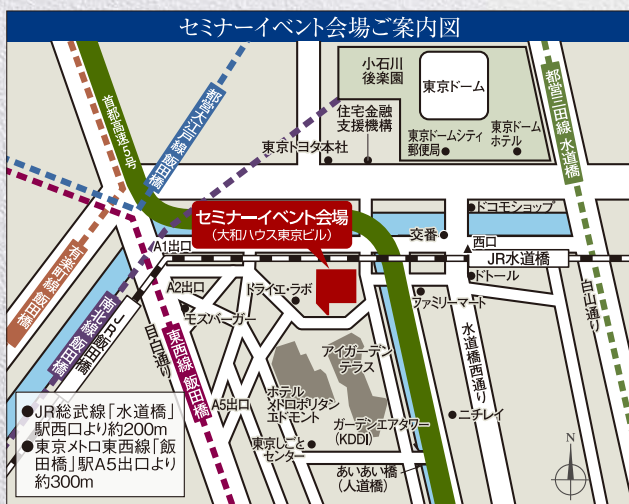 セミナーイベント会場ご案内図
首都高速5号
都営大江戸線 飯田橋
小石川
後楽園
東京ドーム
都営三田線 水道橋
住宅金融
支援機構
東京ドームシティ
郵便局
東京ドーム
ホテル
東京トヨタ本社
セミナーイベント会場
(大和ハウス東京ビル)
ドコモショップ
交番
西口
JR水道橋
A1出口
有楽町線 飯田橋
南北線 飯田橋
JR飯田橋
A2出口
モスバーガー
ドライエ・ラボ
ファミリーマート
ドトール
白山通り
目白通り
東西線 飯田橋
水道橋西通り
アイガーデン
テラス
A5出口
ホテル
メトロポリタン
エドモント
ガーデンエアタワー
(KDDI)
ニチレイ
東京しごと
センター
あいあい橋
(人道橋)
N
●JR総武線「水道橋」
駅西口より約200m
●東京メトロ東西線「飯
田橋」駅A5出口より
約300m